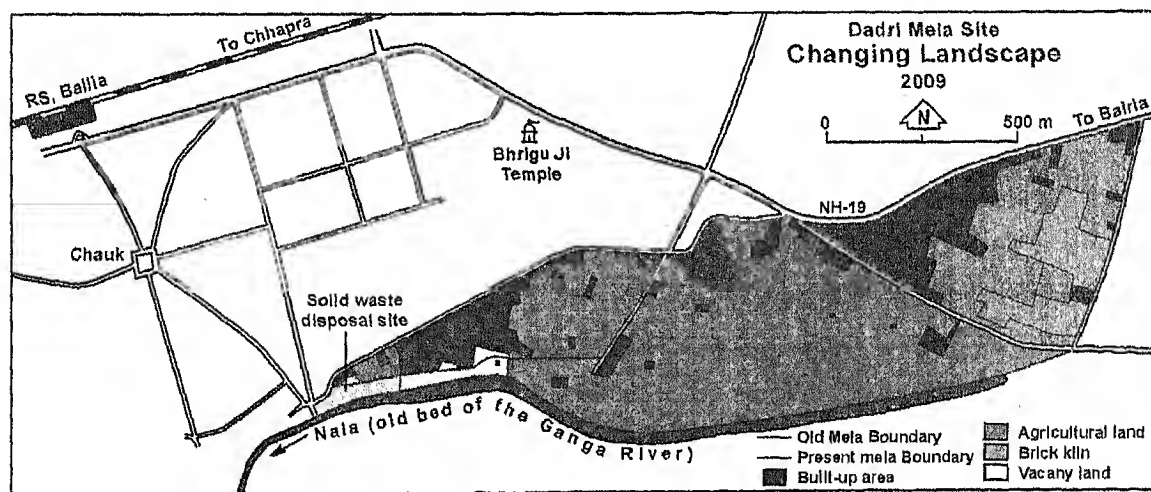 Dadri Mela Site
Changing Landscape
2009
N
0 500 m
To Chhapra
RS, Ballia
To Bairia
Bhrigu Ji
Temple
NH-19
Chauk
Solid waste
disposal site
Nala (old bed of the Ganga River)
Old Mela Boundary
Present mela Boundary
Built-up area
Agricultural land
Brick kiln
Vacany land